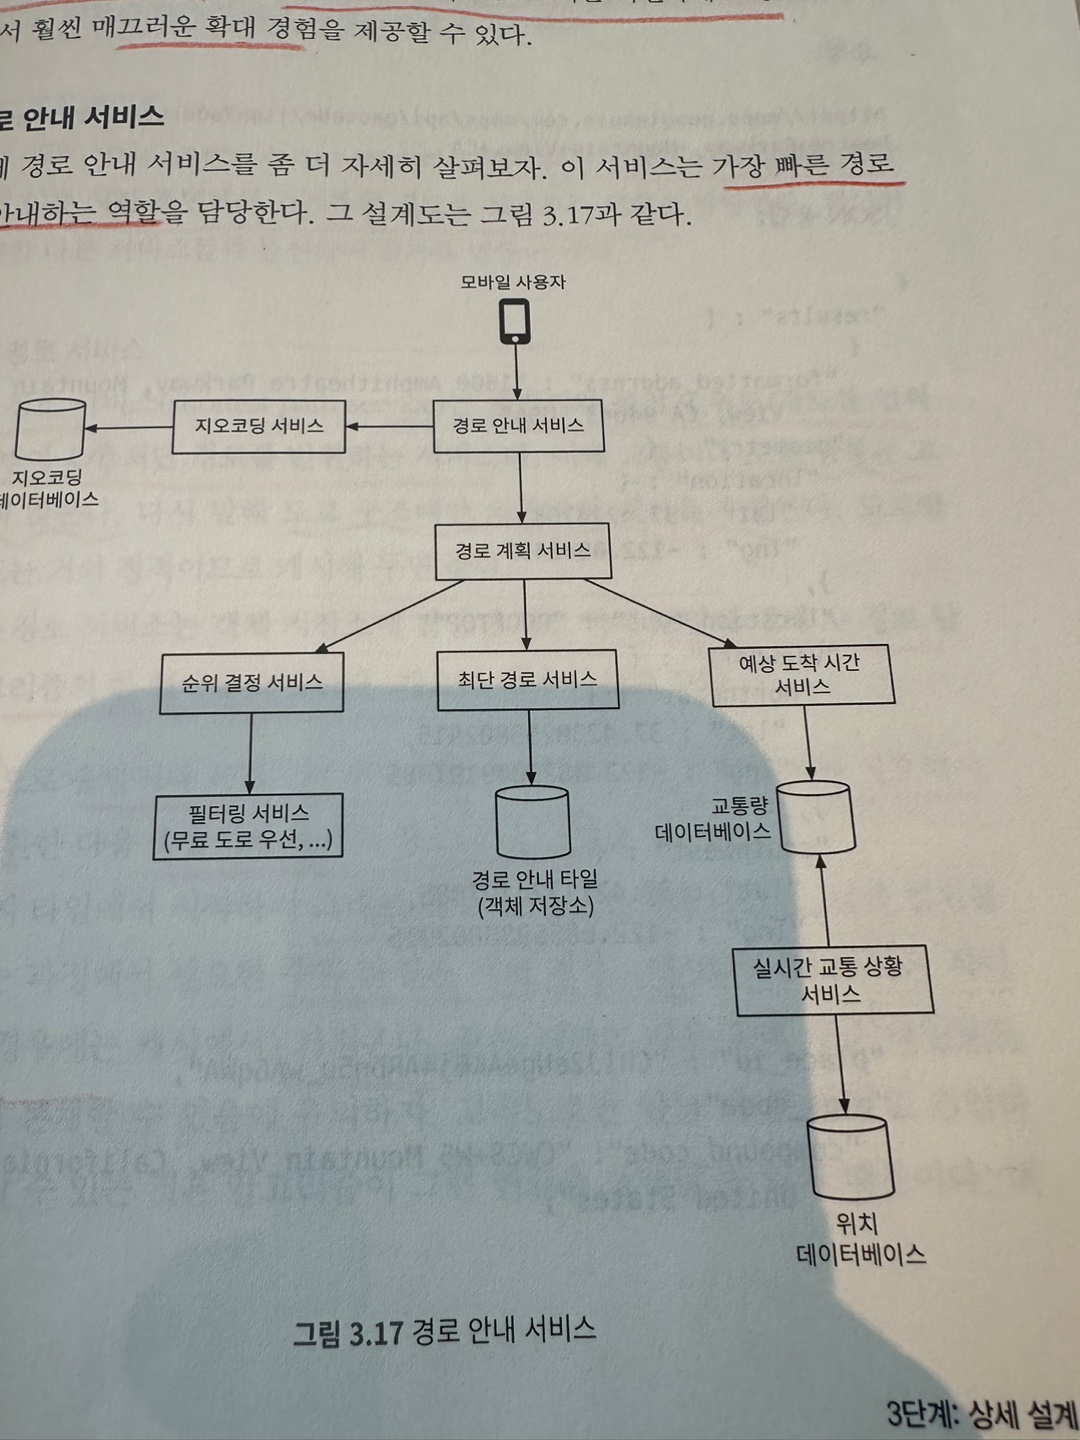 서 훨씬 매끄러운 확대 경험을 제공할 수 있다.
로 안내 서비스
경로 안내 서비스를 좀 더 자세히 살펴보자. 이 서비스는 가장 빠른 경로
안내하는 역할을 담당한다. 그 설계도는 그림 3.17과 같다.
모바일 사용자
지오코딩 서비스
경로 안내 서비스
지오코딩
데이터베이스
경로 계획 서비스
순위 결정 서비스
최단 경로 서비스
예상 도착 시간
서비스
필터링 서비스
(무료 도로 우선, ...)
교통량
데이터베이스
경로 안내 타일
(객체 저장소)
실시간 교통 상황
서비스
위치
데이터베이스
그림 3.17 경로 안내 서비스
3단계: 상세 설계